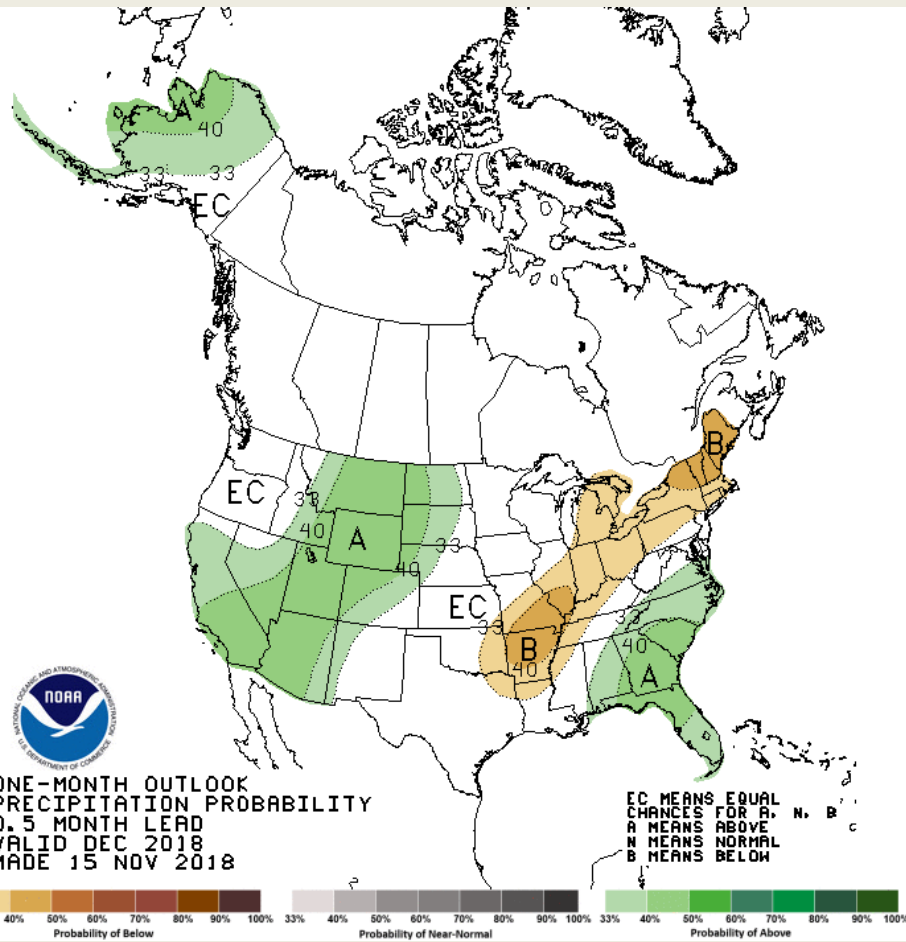 A
40
33 33
EC
B
EC 33
40 A
33
40
EC
33
33
B
40
40
A
NATIONAL OCEANIC AND ATMOSPHERIC ADMINISTRATION
NOAA
U.S. DEPARTMENT OF COMMERCE
ONE-MONTH OUTLOOK
PRECIPITATION PROBABILITY
0.5 MONTH LEAD
VALID DEC 2018
MADE 15 NOV 2018
EC MEANS EQUAL
CHANCES FOR A, N, B
A MEANS ABOVE
N MEANS NORMAL
B MEANS BELOW
40% 50% 60% 70% 80% 90% 100%
Probability of Below
33% 40% 50% 60% 70% 80% 90% 100%
Probability of Near-Normal
33% 40% 50% 60% 70% 80% 90% 100%
Probability of Above